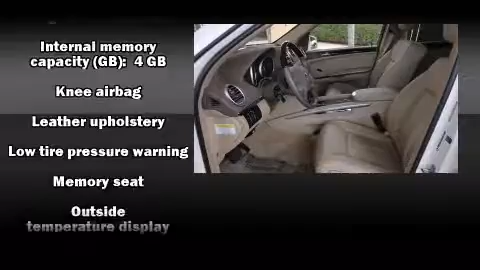 Internal memory
capacity (GB):  4 GB
Knee airbag
Leather upholstery
Low tire pressure warning
Memory seat
Outside
temperature display